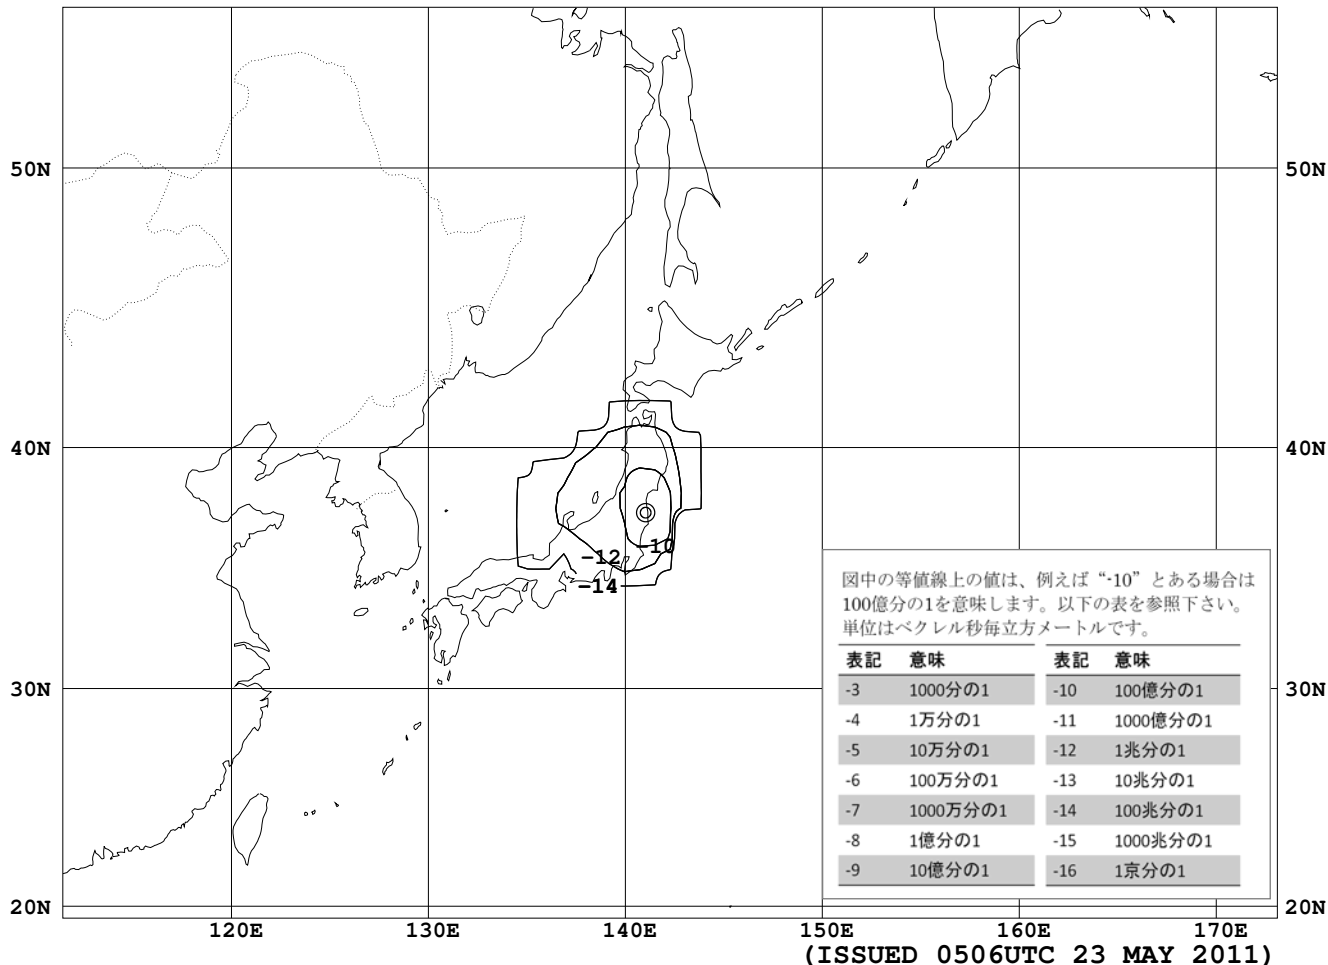 50N 50N
40N 40N
-10
-12
-14
図中の等値線上の値は、例えば“-10”とある場合は
100億分の1を意味します。以下の表を参照下さい。
単位はベクレル秒毎立方メートルです。
表記 意味 表記 意味
-3 1000分の1 -10 100億分の1
-4 1万分の1 -11 1000億分の1
-5 10万分の1 -12 1兆分の1
-6 100万分の1 -13 10兆分の1
-7 1000万分の1 -14 100兆分の1
-8 1億分の1 -15 1000兆分の1
-9 10億分の1 -16 1京分の1
30N 30N
20N 20N
120E 130E 140E 150E 160E 170E
(ISSUED 0506UTC 23 MAY 2011)